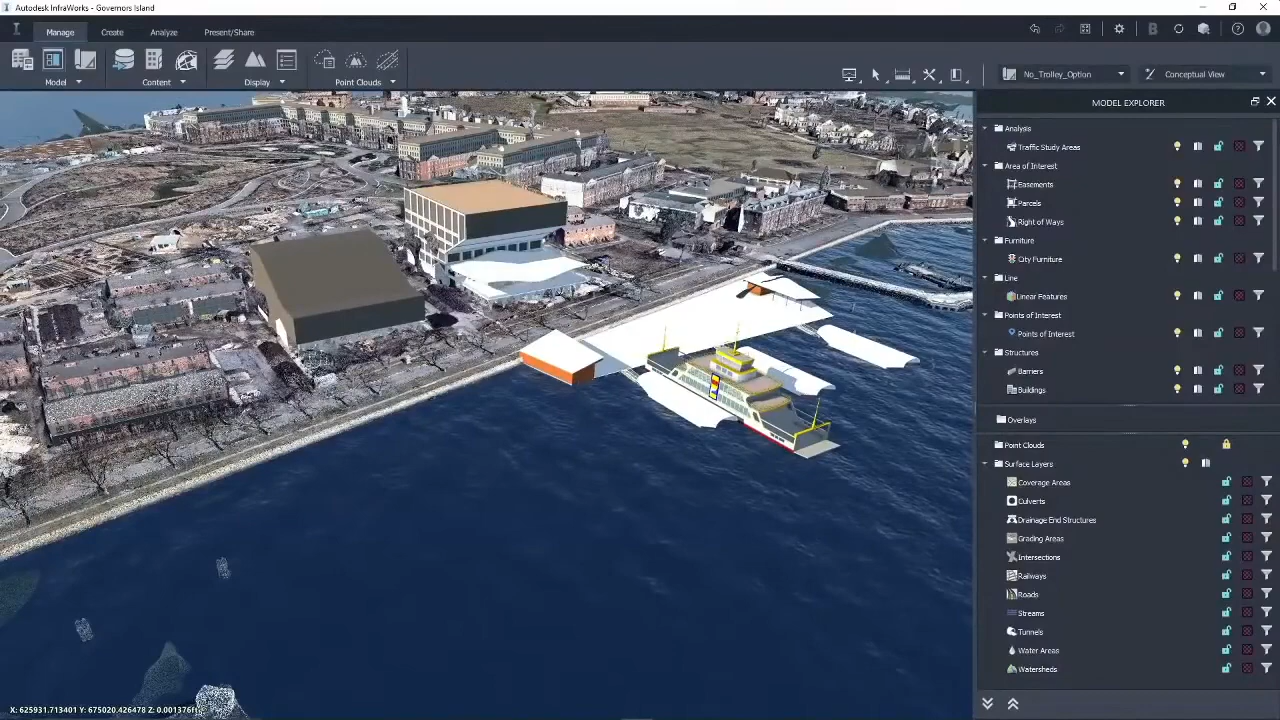 Autodesk InfraWorks - Governors Island
Manage
Create
Analyze
Present/Share
Model
Content
Display
Point Clouds
No_Trolley_Option
Conceptual View
MODEL EXPLORER
Analysis
Traffic Study Areas
Area of Interest
Easements
Parcels
Right of Ways
Furniture
City Furniture
Line
Linear Features
Points of Interest
Points of Interest
Structures
Barriers
Buildings
Overlays
Point Clouds
Surface Layers
Coverage Areas
Culverts
Drainage End Structures
Grading Areas
Intersections
Railways
Roads
Streams
Tunnels
Water Areas
Watersheds
X: 625931.713401 Y: 675020.426478 Z: 0.001376ft